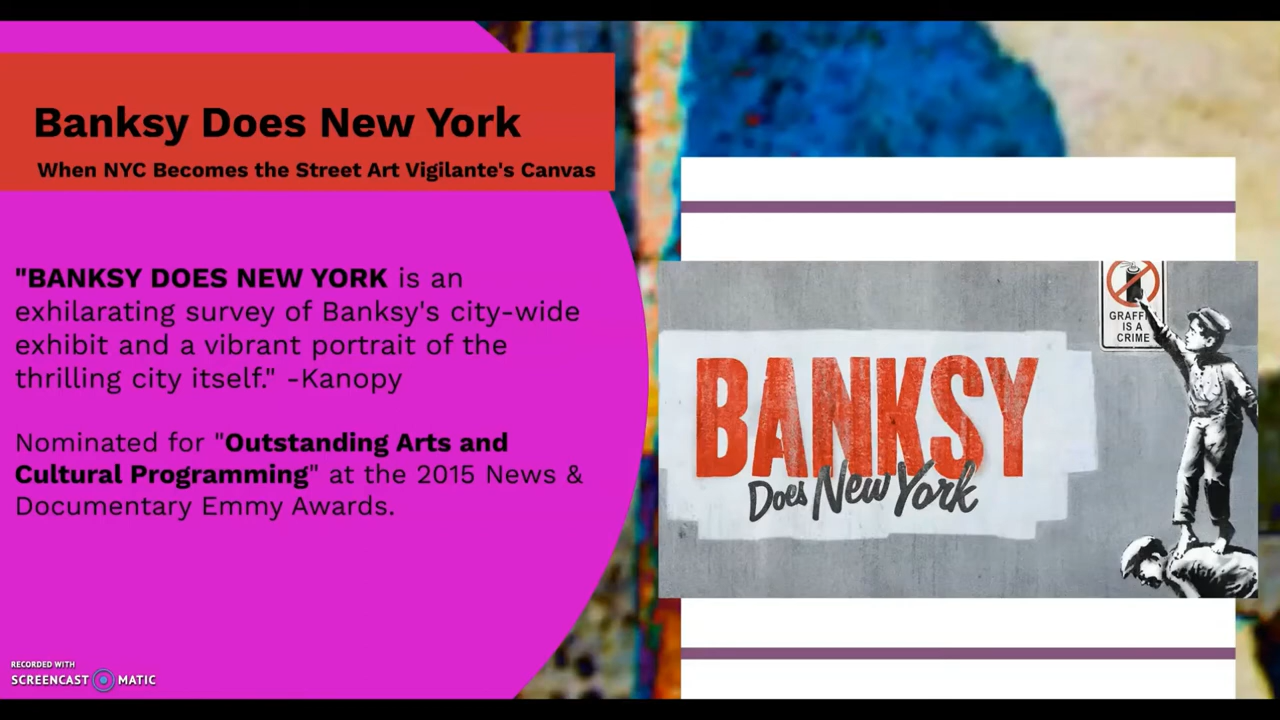 Banksy Does New York
When NYC Becomes the Street Art Vigilante's Canvas
"BANKSY DOES NEW YORK is an
exhilarating survey of Banksy's city-wide
exhibit and a vibrant portrait of the
thrilling city itself." -Kanopy
Nominated for "Outstanding Arts and
Cultural Programming" at the 2015 News &
Documentary Emmy Awards.
GRAFFITI
IS A
CRIME
BANKSY
Does New York
RECORDED WITH
SCREENCAST MATIC